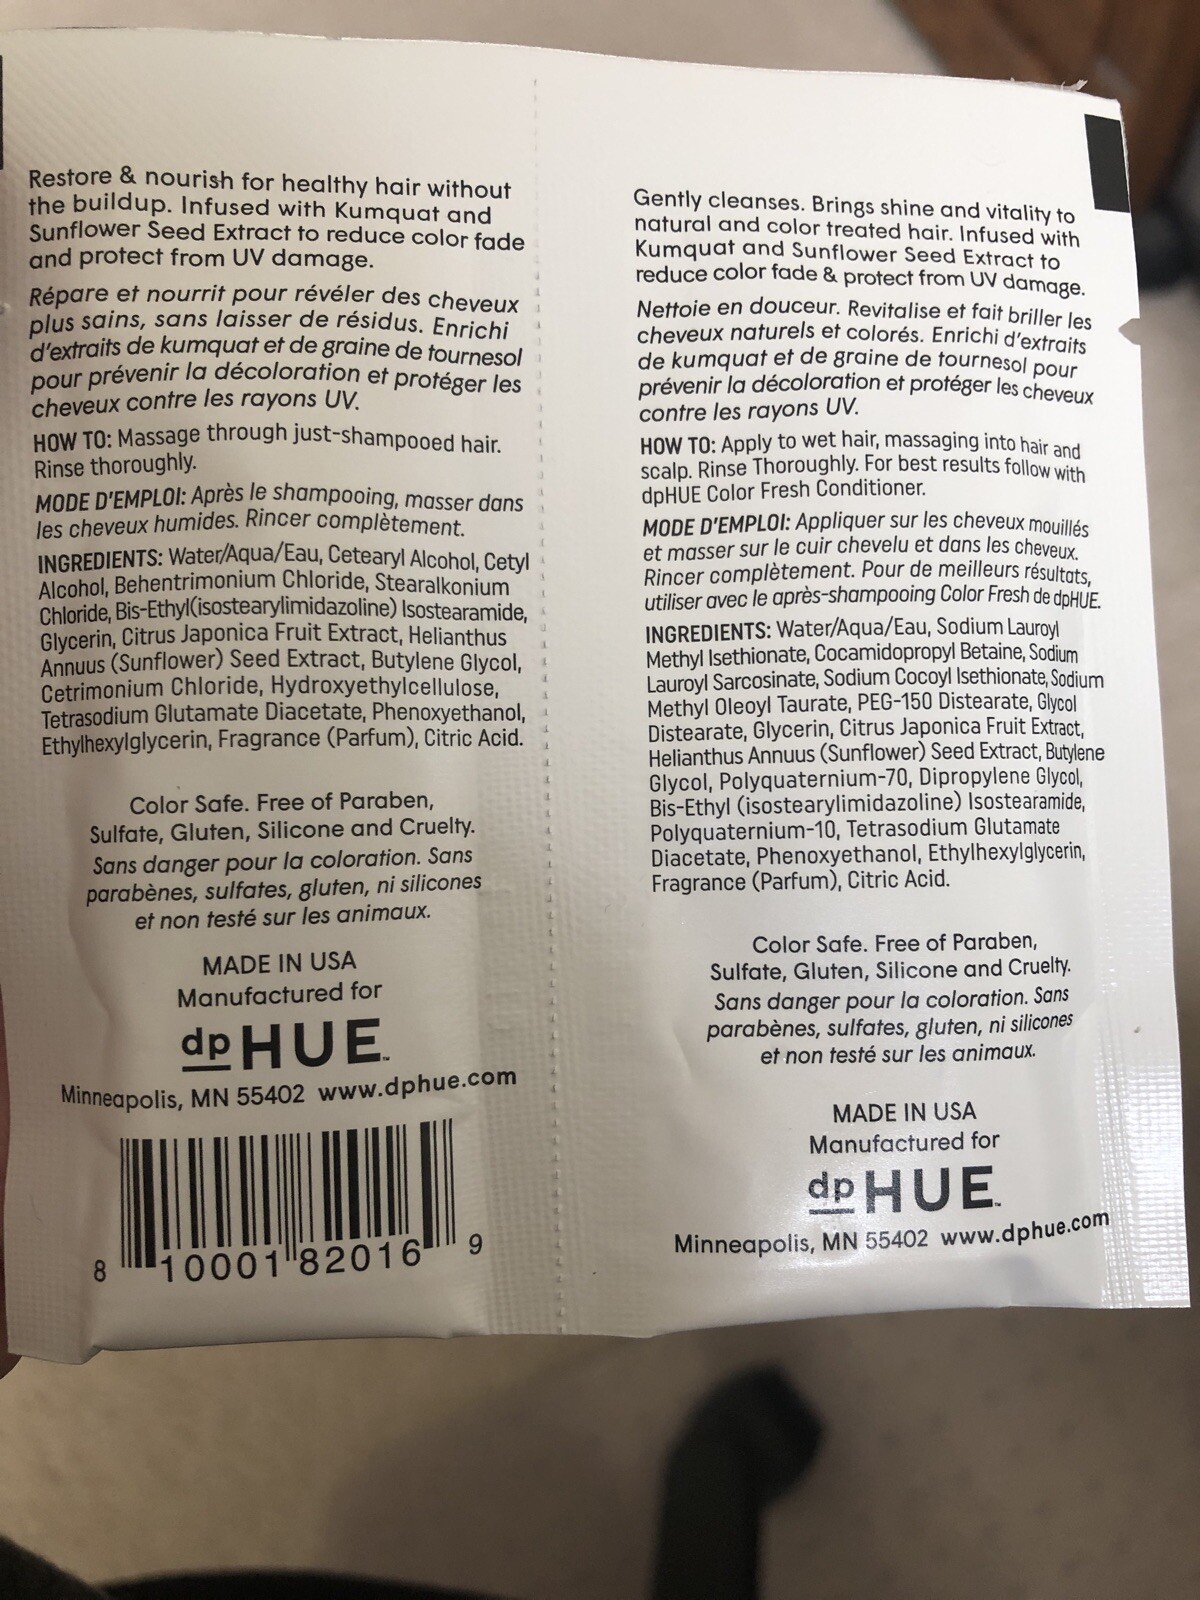 Restore & nourish for healthy hair without
the buildup. Infused with Kumquat and
Sunflower Seed Extract to reduce color fade
and protect from UV damage.
Répare et nourrit pour révéler des cheveux
plus sains, sans laisser de résidus. Enrichi
d'extraits de kumquat et de graine de tournesol
pour prévenir la décoloration et protéger les
cheveux contre les rayons UV.
HOW TO: Massage through just-shampooed hair.
Rinse thoroughly.
MODE D'EMPLOI: Après le shampooing, masser dans
les cheveux humides. Rincer complètement.
INGREDIENTS: Water/Aqua/Eau, Cetearyl Alcohol, Cetyl
Alcohol, Behentrimonium Chloride, Stearalkonium
Chloride, Bis-Ethyl(isostearylimidazoline) Isostearamide,
Glycerin, Citrus Japonica Fruit Extract, Helianthus
Annuus (Sunflower) Seed Extract, Butylene Glycol,
Cetrimonium Chloride, Hydroxyethylcellulose,
Tetrasodium Glutamate Diacetate, Phenoxyethanol,
Ethylhexylglycerin, Fragrance (Parfum), Citric Acid.
Color Safe. Free of Paraben,
Sulfate, Gluten, Silicone and Cruelty.
Sans danger pour la coloration. Sans
parabènes, sulfates, gluten, ni silicones
et non testé sur les animaux.
MADE IN USA
Manufactured for
dpHUE™
Minneapolis, MN 55402 www.dphue.com
8 10001 82016 9
Gently cleanses. Brings shine and vitality to
natural and color treated hair. Infused with
Kumquat and Sunflower Seed Extract to
reduce color fade & protect from UV damage.
Nettoie en douceur. Revitalise et fait briller les
cheveux naturels et colorés. Enrichi d'extraits
de kumquat et de graine de tournesol pour
prévenir la décoloration et protéger les cheveux
contre les rayons UV.
HOW TO: Apply to wet hair, massaging into hair and
scalp. Rinse Thoroughly. For best results follow with
dpHUE Color Fresh Conditioner.
MODE D'EMPLOI: Appliquer sur les cheveux mouillés
et masser sur le cuir chevelu et dans les cheveux.
Rincer complètement. Pour de meilleurs résultats,
utiliser avec le après-shampooing Color Fresh de dpHUE.
INGREDIENTS: Water/Aqua/Eau, Sodium Lauroyl
Methyl Isethionate, Cocamidopropyl Betaine, Sodium
Lauroyl Sarcosinate, Sodium Cocoyl Isethionate, Sodium
Methyl Oleoyl Taurate, PEG-150 Distearate, Glycol
Distearate, Glycerin, Citrus Japonica Fruit Extract,
Helianthus Annuus (Sunflower) Seed Extract, Butylene
Glycol, Polyquaternium-70, Dipropylene Glycol,
Bis-Ethyl (isostearylimidazoline) Isostearamide,
Polyquaternium-10, Tetrasodium Glutamate
Diacetate, Phenoxyethanol, Ethylhexylglycerin,
Fragrance (Parfum), Citric Acid.
Color Safe. Free of Paraben,
Sulfate, Gluten, Silicone and Cruelty.
Sans danger pour la coloration. Sans
parabènes, sulfates, gluten, ni silicones
et non testé sur les animaux.
MADE IN USA
Manufactured for
dpHUE™
Minneapolis, MN 55402 www.dphue.com